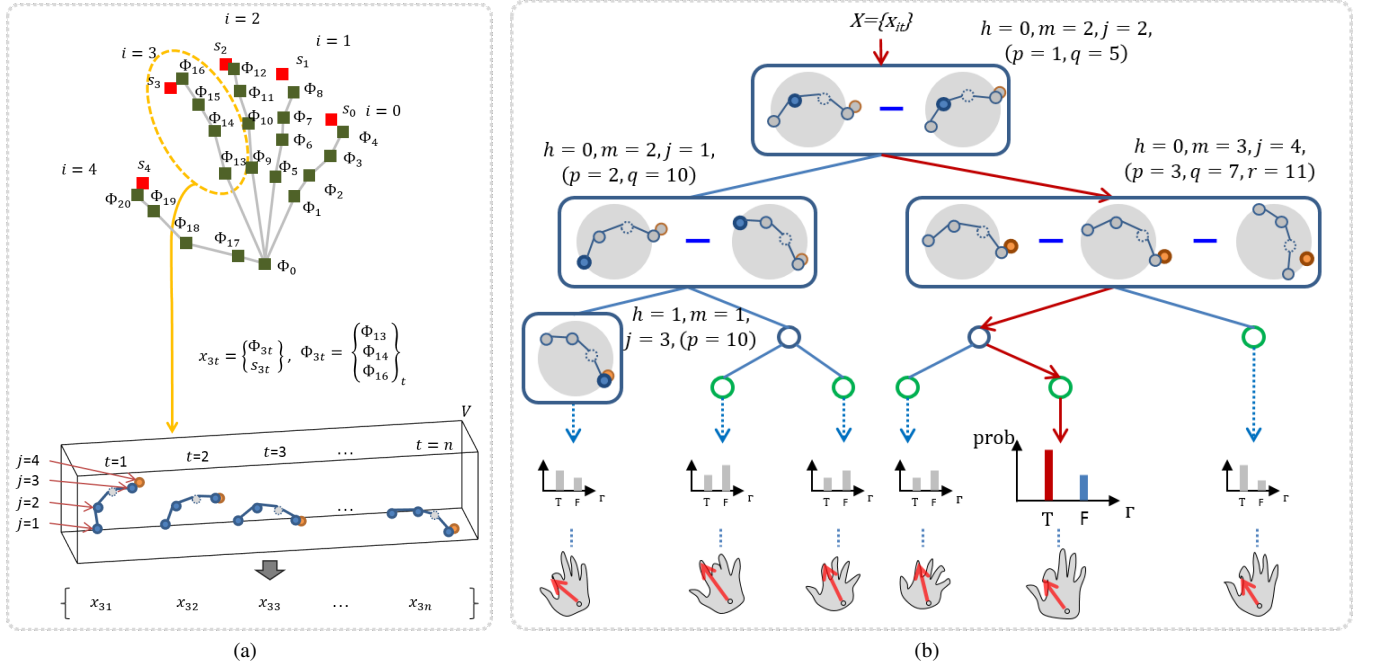 i = 2
i = 1
i = 3
s₂
s₁
Φ₁₆
Φ₁₂
s₃
Φ₁₁
Φ₈
Φ₁₅
s₀
i = 0
Φ₁₄
Φ₁₀
Φ₇
Φ₄
Φ₆
i = 4
s₄
Φ₁₃
Φ₉
Φ₅
Φ₃
Φ₂₀
Φ₁₉
Φ₂
Φ₁
Φ₁₈
Φ₁₇
Φ₀
x₃ₜ = {Φ₃ₜ s₃ₜ}, Φ₃ₜ = {Φ₁₃ Φ₁₄ Φ₁₆}ₜ
V
j=4
t=1
t=2
t=3
...
t = n
j=3
j=2
j=1
...
{ x₃₁ x₃₂ x₃₃ ... x₃ₙ }
(a)
X={xᵢₜ}
h = 0, m = 2, j = 2,
(p = 1, q = 5)
h = 0, m = 2, j = 1,
(p = 2, q = 10)
h = 0, m = 3, j = 4,
(p = 3, q = 7, r = 11)
h = 1, m = 1,
j = 3, (p = 10)
prob
T F r
T F r
T F r
T F r
T F r
T F r
(b)